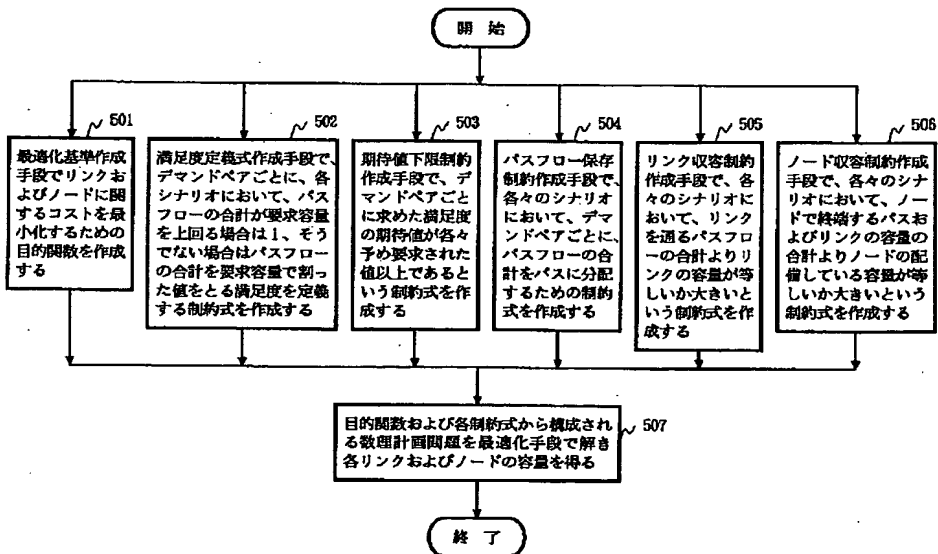 開始
501
最適化基準作成
手段でリンクお
よびノードに関
するコストを最
小化するための
目的関数を作成
する
502
満足度定義式作成手段で、
デマンドペアごとに、各
シナリオにおいて、パス
フローの合計が要求容量
を上回る場合は1、そう
でない場合はパスフロー
の合計を要求容量で割っ
た値をとる満足度を定義
する制約式を作成する
503
期待値下限制約
作成手段で、デ
マンドペアごと
に求めた満足度
の期待値が各々
予め要求された
値以上であると
いう制約式を作
成する
504
パスフロー保存
制約作成手段で、
各々のシナリオ
において、デマ
ンドペアごとに、
パスフローの合
計をパスに分配
するための制約
式を作成する
505
リンク収容制約
作成手段で、各
々のシナリオに
おいて、リンク
を通るパスフロ
ーの合計よりリ
ンクの容量が等
しいか大きいと
いう制約式を作
成する
506
ノード収容制約作成
手段で、各々のシナ
リオにおいて、ノー
ドで終端するパスお
よびリンクの容量の
合計よりノードの配
備している容量が等
しいか大きいという
制約式を作成する
目的関数および各制約式から構成され
る数理計画問題を最適化手段で解き
各リンクおよびノードの容量を得る
507
終了